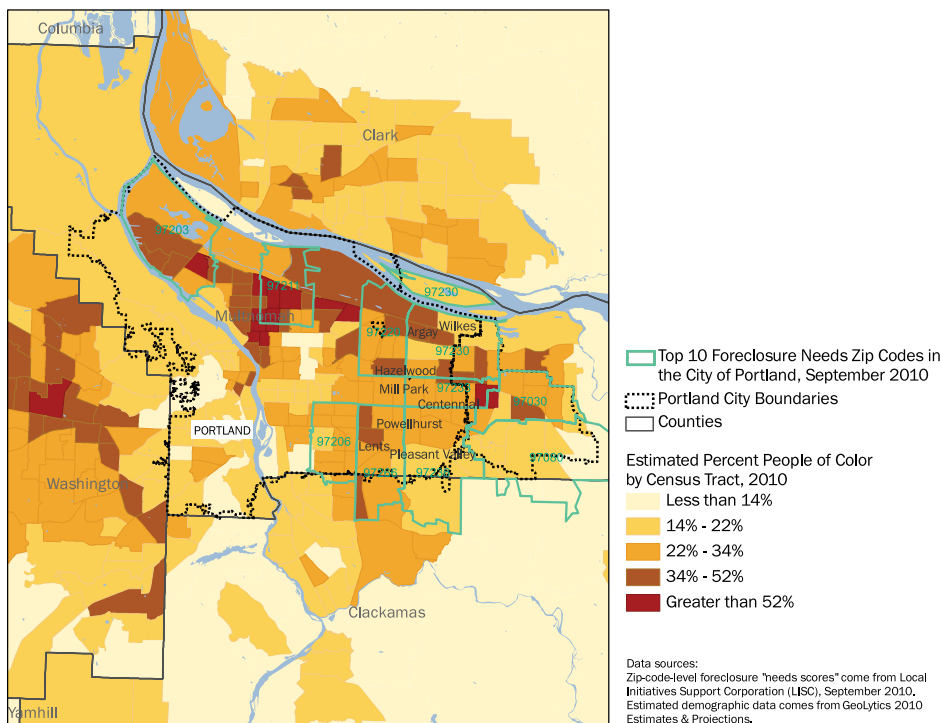 Columbia
Clark
97203
97230
Mul
nomah
Wilkes
Argay
97230
Hazelwood
Mill Park
Centennial
97030
Powellhurst
PORTLAND
97206
Lents
Pleasant Valley
Washington
Clackamas
Yamhill
Top 10 Foreclosure Needs Zip Codes in
the City of Portland, September 2010
Portland City Boundaries
Counties
Estimated Percent People of Color
by Census Tract, 2010
Less than 14%
14% - 22%
22% - 34%
34% - 52%
Greater than 52%
Data sources:
Zip-code-level foreclosure "needs scores" come from Local
Initiatives Support Corporation (LISC), September 2010.
Estimated demographic data comes from GeoLytics 2010
Estimates & Projections.